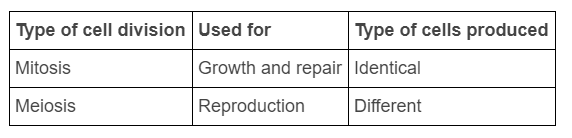 Type of cell division Used for Type of cells produced
Mitosis Growth and repair Identical
Meiosis Reproduction Different